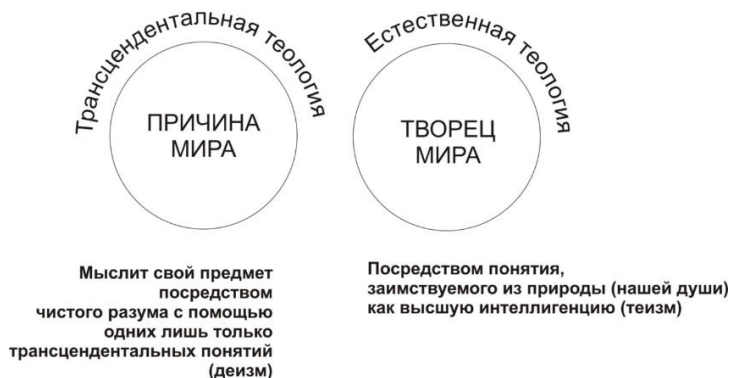 Трансцендентальная теология
ПРИЧИНА
МИРА
Мыслит свой предмет
посредством
чистого разума с помощью
одних лишь только
трансцендентальных понятий
(деизм)
Естественная теология
ТВОРЕЦ
МИРА
Посредством понятия,
заимствуемого из природы (нашей души)
как высшую интеллигенцию (теизм)